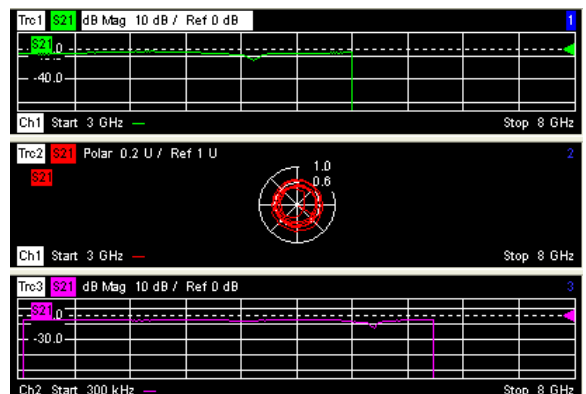 Trc1 S21 dB Mag 10 dB / Ref 0 dB 1
S21
-40.0
Ch1 Start 3 GHz — Stop 8 GHz
Trc2 S21 Polar 0.2 U / Ref 1 U 2
S21
1.0
0.6
Ch1 Start 3 GHz — Stop 8 GHz
Trc3 S21 dB Mag 10 dB / Ref 0 dB 3
S21
-30.0
Ch2 Start 300 kHz — Stop 8 GHz